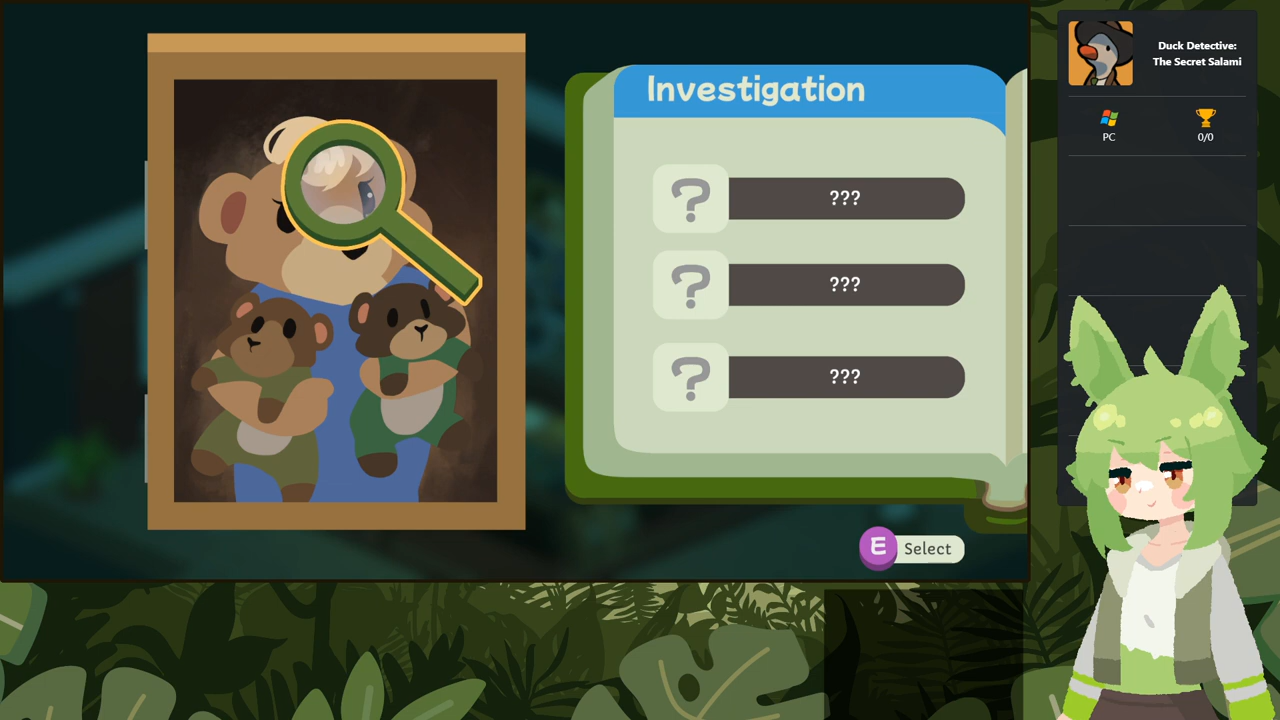 Investigation
???
???
???
E Select
Duck Detective:
The Secret Salami
PC
0/0